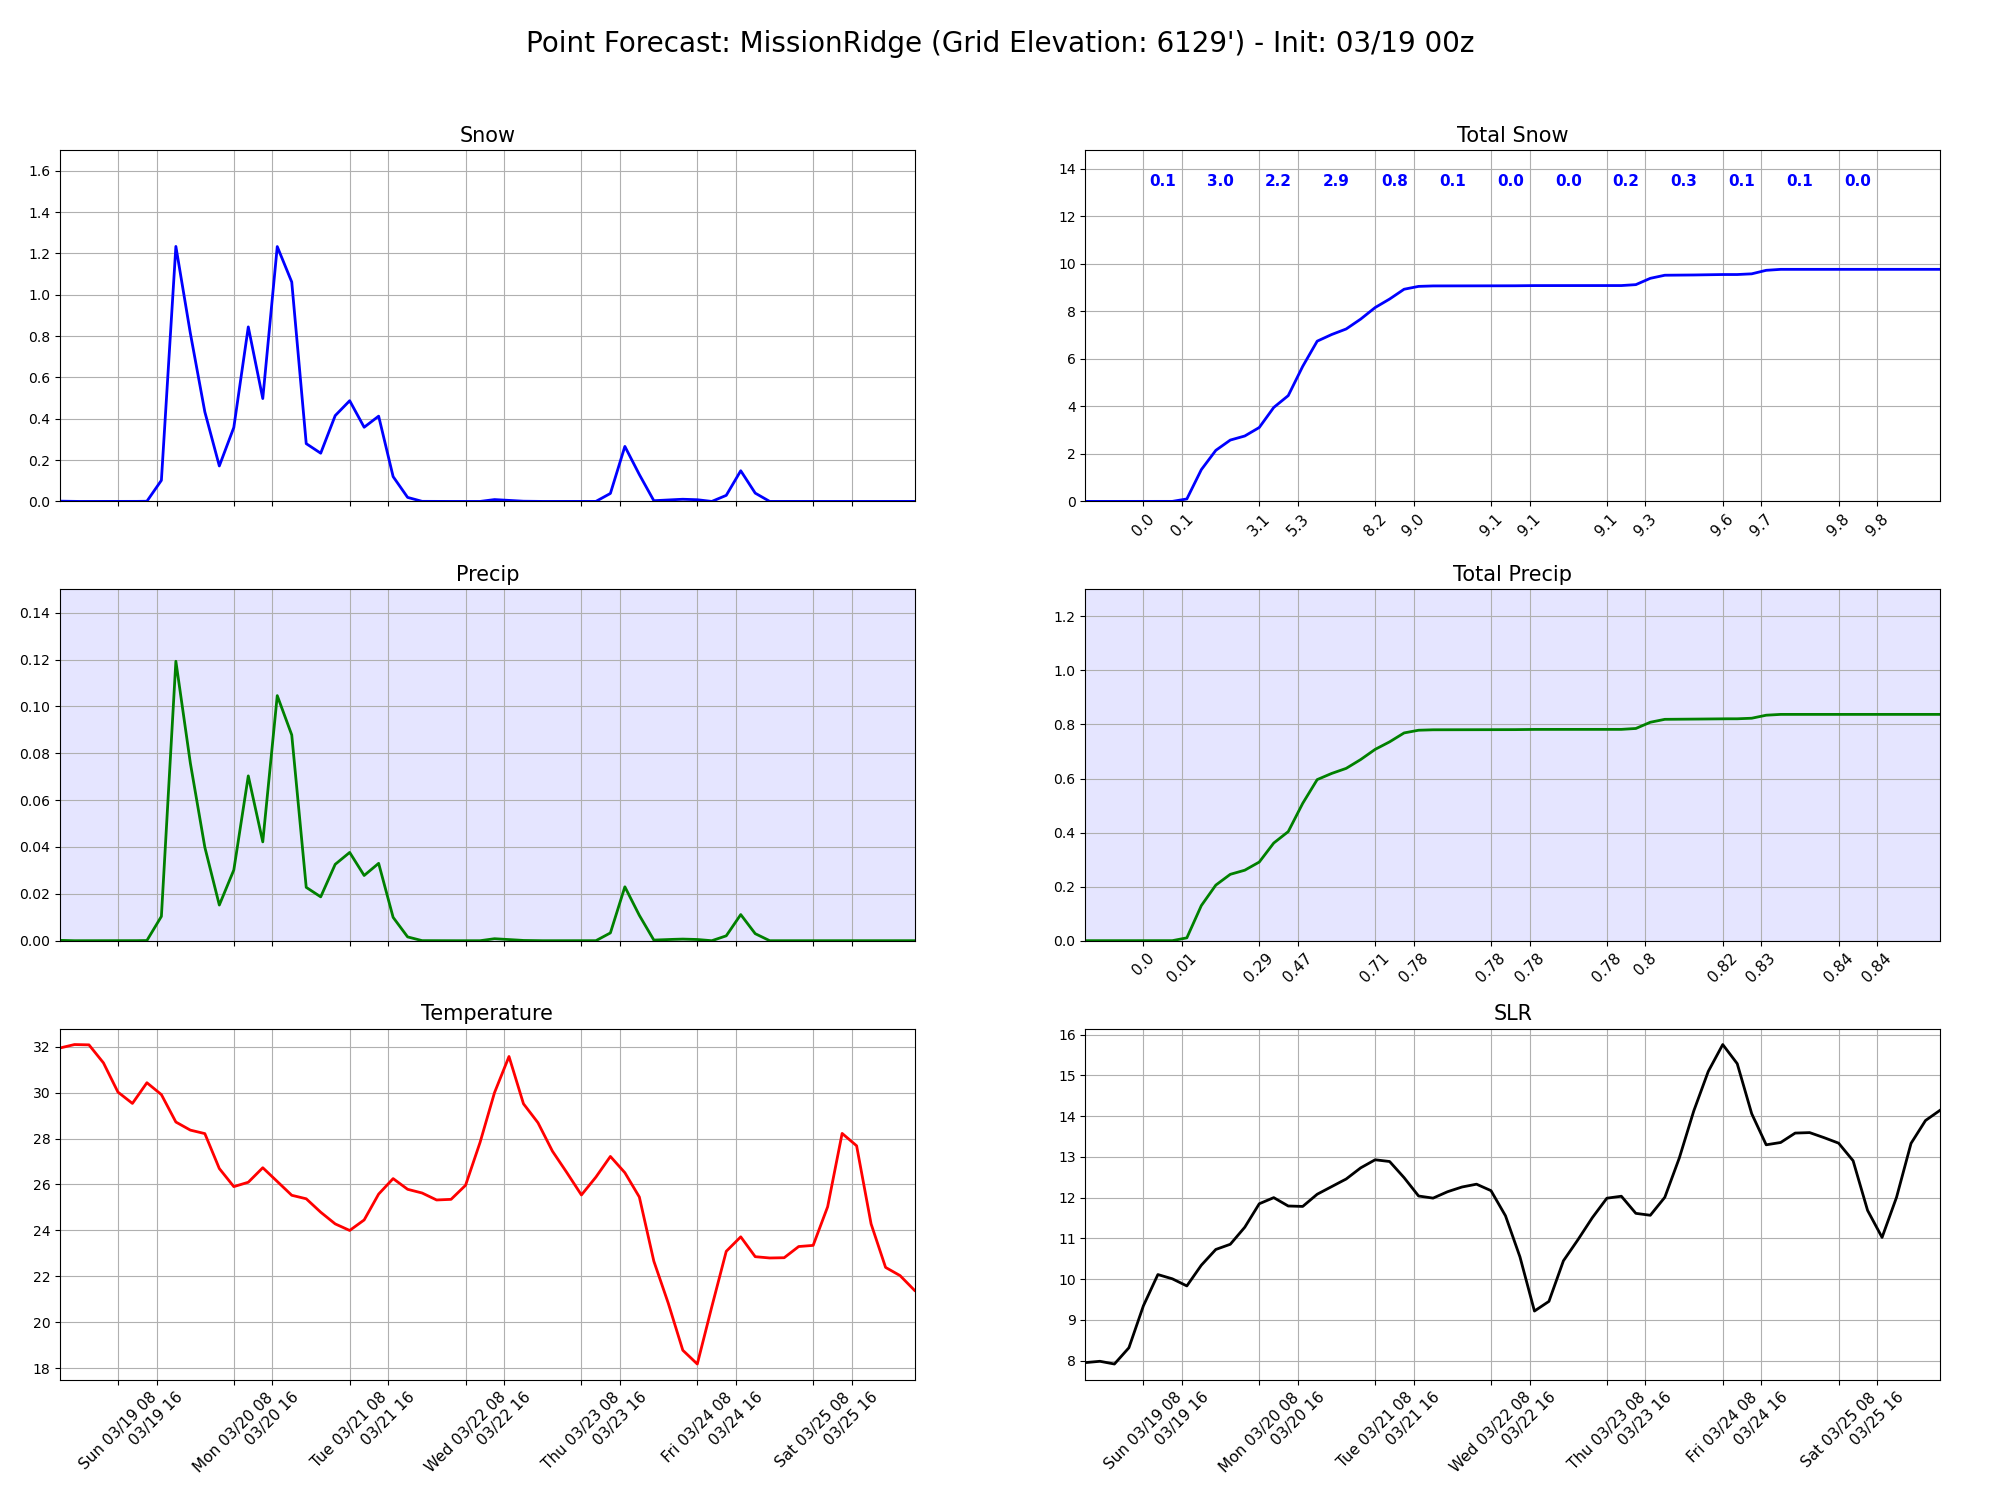 Point Forecast: MissionRidge (Grid Elevation: 6129') - Init: 03/19 00z
Snow
1.6
1.4
1.2
1.0
0.8
0.6
0.4
0.2
0.0
Total Snow
14
12
10
8
6
4
2
0
0.1 3.0 2.2 2.9 0.8 0.1 0.0 0.0 0.2 0.3 0.1 0.1 0.0
0.0 0.1 3.1 5.3 8.2 9.0 9.1 9.1 9.1 9.3 9.6 9.7 9.8 9.8
Precip
0.14
0.12
0.10
0.08
0.06
0.04
0.02
0.00
Total Precip
1.2
1.0
0.8
0.6
0.4
0.2
0.0
0.0 0.01 0.29 0.47 0.71 0.78 0.78 0.78 0.78 0.8 0.82 0.83 0.84 0.84
Temperature
32
30
28
26
24
22
20
18
Sun 03/19 08
03/19 16
Mon 03/20 08
03/20 16
Tue 03/21 08
03/21 16
Wed 03/22 08
03/22 16
Thu 03/23 08
03/23 16
Fri 03/24 08
03/24 16
Sat 03/25 08
03/25 16
SLR
16
15
14
13
12
11
10
9
8
Sun 03/19 08
03/19 16
Mon 03/20 08
03/20 16
Tue 03/21 08
03/21 16
Wed 03/22 08
03/22 16
Thu 03/23 08
03/23 16
Fri 03/24 08
03/24 16
Sat 03/25 08
03/25 16